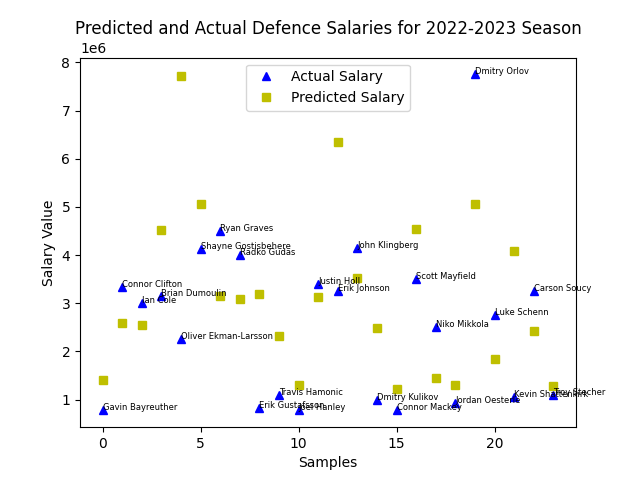 Predicted and Actual Defence Salaries for 2022-2023 Season
1e6
Actual Salary
Predicted Salary
Salary Value
8
7
6
5
4
3
2
1
Dmitry Orlov
Ryan Graves
Shayne Gostisbehere
Radko Gudas
John Klingberg
Connor Clifton
Ian Cole
Brian Dumoulin
Justin Holl
Erik Johnson
Scott Mayfield
Carson Soucy
Oliver Ekman-Larsson
Niko Mikkola
Luke Schenn
Gavin Bayreuther
Erik Gustafsson
Travis Hamonic
Joel Hanley
Dmitry Kulikov
Connor Mackey
Jordan Oesterle
Kevin Shattenkirk
Troy Stecher
0
5
10
15
20
Samples